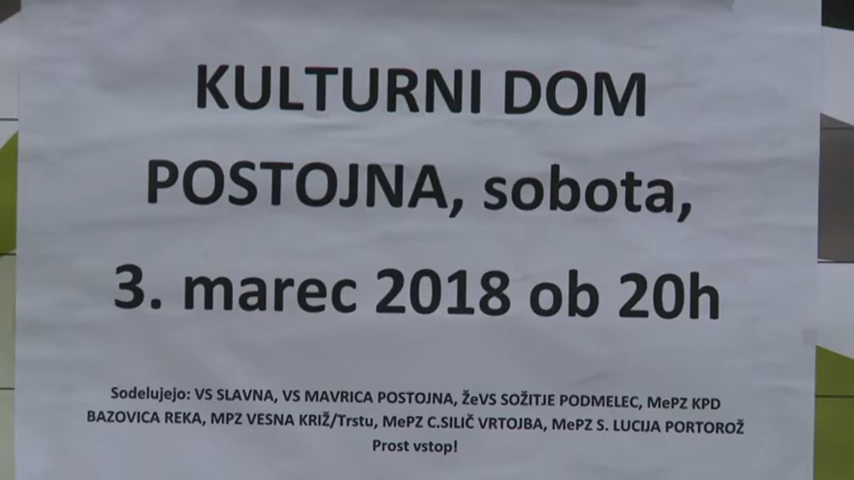 KULTURNI DOM
POSTOJNA, sobota,
3. marec 2018 ob 20h
Sodelujejo: VS SLAVNA, VS MAVRICA POSTOJNA, ŽeVS SOŽITJE PODMELEC, MePZ KPD
BAZOVICA REKA, MPZ VESNA KRIŽ/Trstu, MePZ C.SILIČ VRTOJBA, MePZ S. LUCIJA PORTOROŽ
Prost vstop!